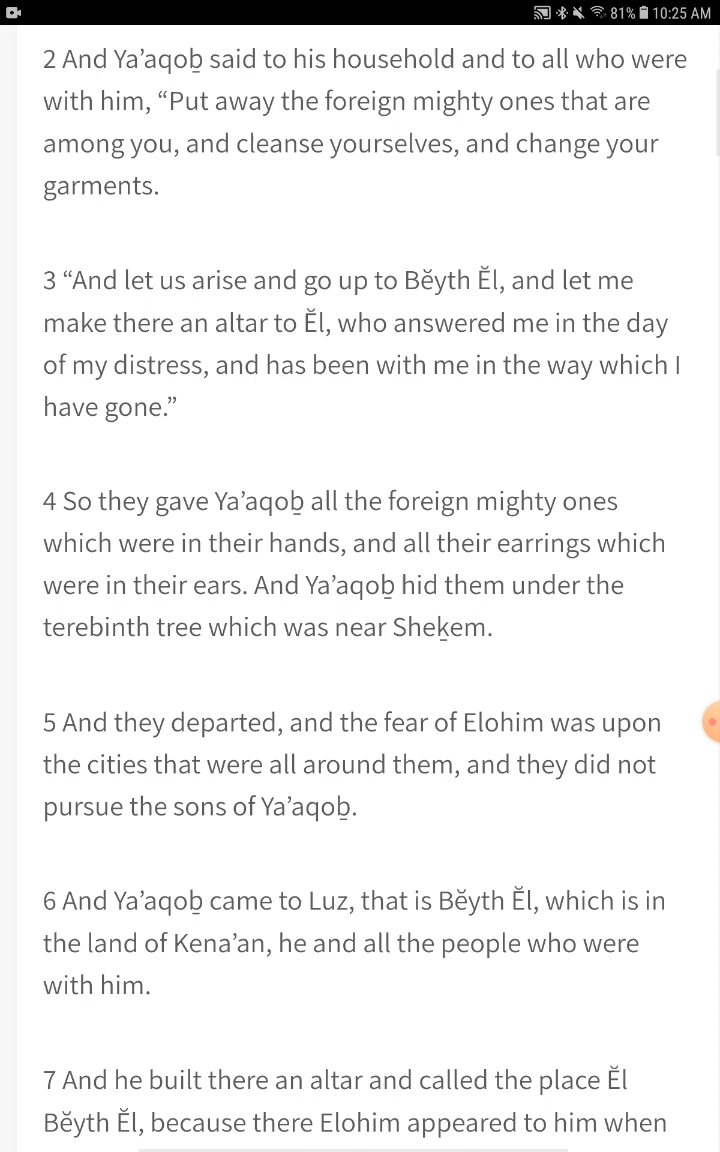 81% 10:25 AM
2 And Ya’aqoḇ said to his household and to all who were
with him, “Put away the foreign mighty ones that are
among you, and cleanse yourselves, and change your
garments.
3 “And let us arise and go up to Bĕyth Ĕl, and let me
make there an altar to Ĕl, who answered me in the day
of my distress, and has been with me in the way which I
have gone.”
4 So they gave Ya’aqoḇ all the foreign mighty ones
which were in their hands, and all their earrings which
were in their ears. And Ya’aqoḇ hid them under the
terebinth tree which was near Sheḵem.
5 And they departed, and the fear of Elohim was upon
the cities that were all around them, and they did not
pursue the sons of Ya’aqoḇ.
6 And Ya’aqoḇ came to Luz, that is Bĕyth Ĕl, which is in
the land of Kena’an, he and all the people who were
with him.
7 And he built there an altar and called the place Ĕl
Bĕyth Ĕl, because there Elohim appeared to him when